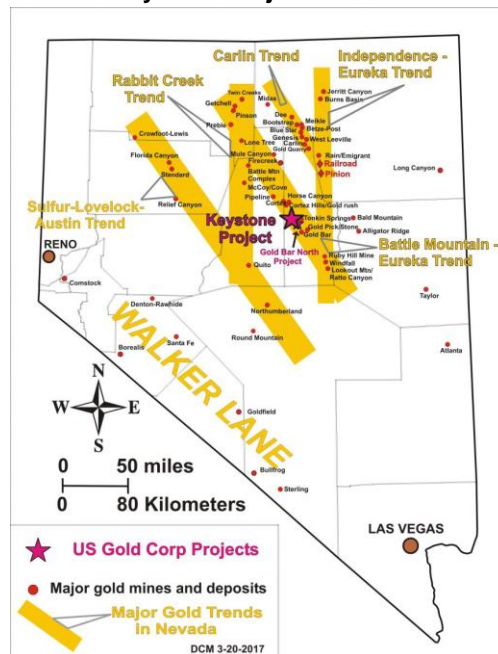 Carlin Trend
Independence -
Eureka Trend
Rabbit Creek
Trend
Twin Creeks
Midas
Getchell
Pinson
Preble
Dee
Bootstrap
Blue Star
Genesis
Carlin
Gold Quarry
Meikle
Betze-Post
West Leeville
Jerritt Canyon
Burns Basin
Crowfoot-Lewis
Lone Tree
Florida Canyon
Standard
Mule Canyon
Firecreek
Battle Mtn
Complex
McCoy/Cove
Rain/Emigrant
Railroad
Pinion
Long Canyon
Relief Canyon
Sulfur-Lovelock-
Austin Trend
Pipeline
Horse Canyon
Cortez Hills/Gold rush
Keystone
Project
Tonkin Springs
Bald Mountain
Gold Pick/Stone
Gold Bar
Alligator Ridge
RENO
Gold Bar North
Project
Battle Mountain -
Eureka Trend
Quito
Ruby Hill Mine
Windfall
Lookout Mtn/
Ratto Canyon
Comstock
Taylor
Denton-Rawhide
Northumberland
Borealis
Santa Fe
Round Mountain
Atlanta
WALKER LANE
N
W
E
S
Goldfield
0 50 miles
0 80 Kilometers
Bullfrog
Sterling
LAS VEGAS
US Gold Corp Projects
Major gold mines and deposits
Major Gold Trends
in Nevada
DCM 3-20-2017